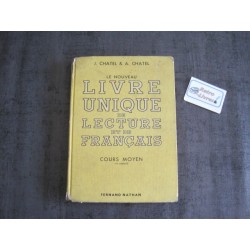 I. CHATEL & A. CHATEL
LE NOUVEAU
LIVRE
UNIQUE
DE
LECTURE
ET DE
FRANÇAIS
COURS MOYEN
FERNAND NATHAN